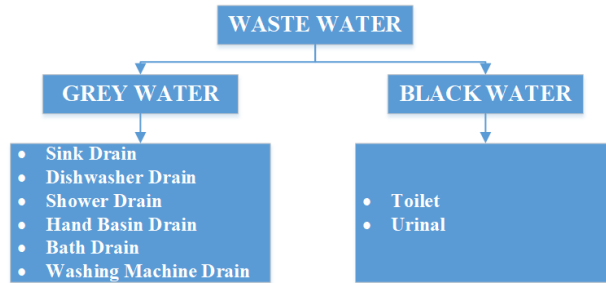 WASTE WATER
GREY WATER
BLACK WATER
• Sink Drain
• Dishwasher Drain
• Shower Drain
• Hand Basin Drain
• Bath Drain
• Washing Machine Drain
• Toilet
• Urinal